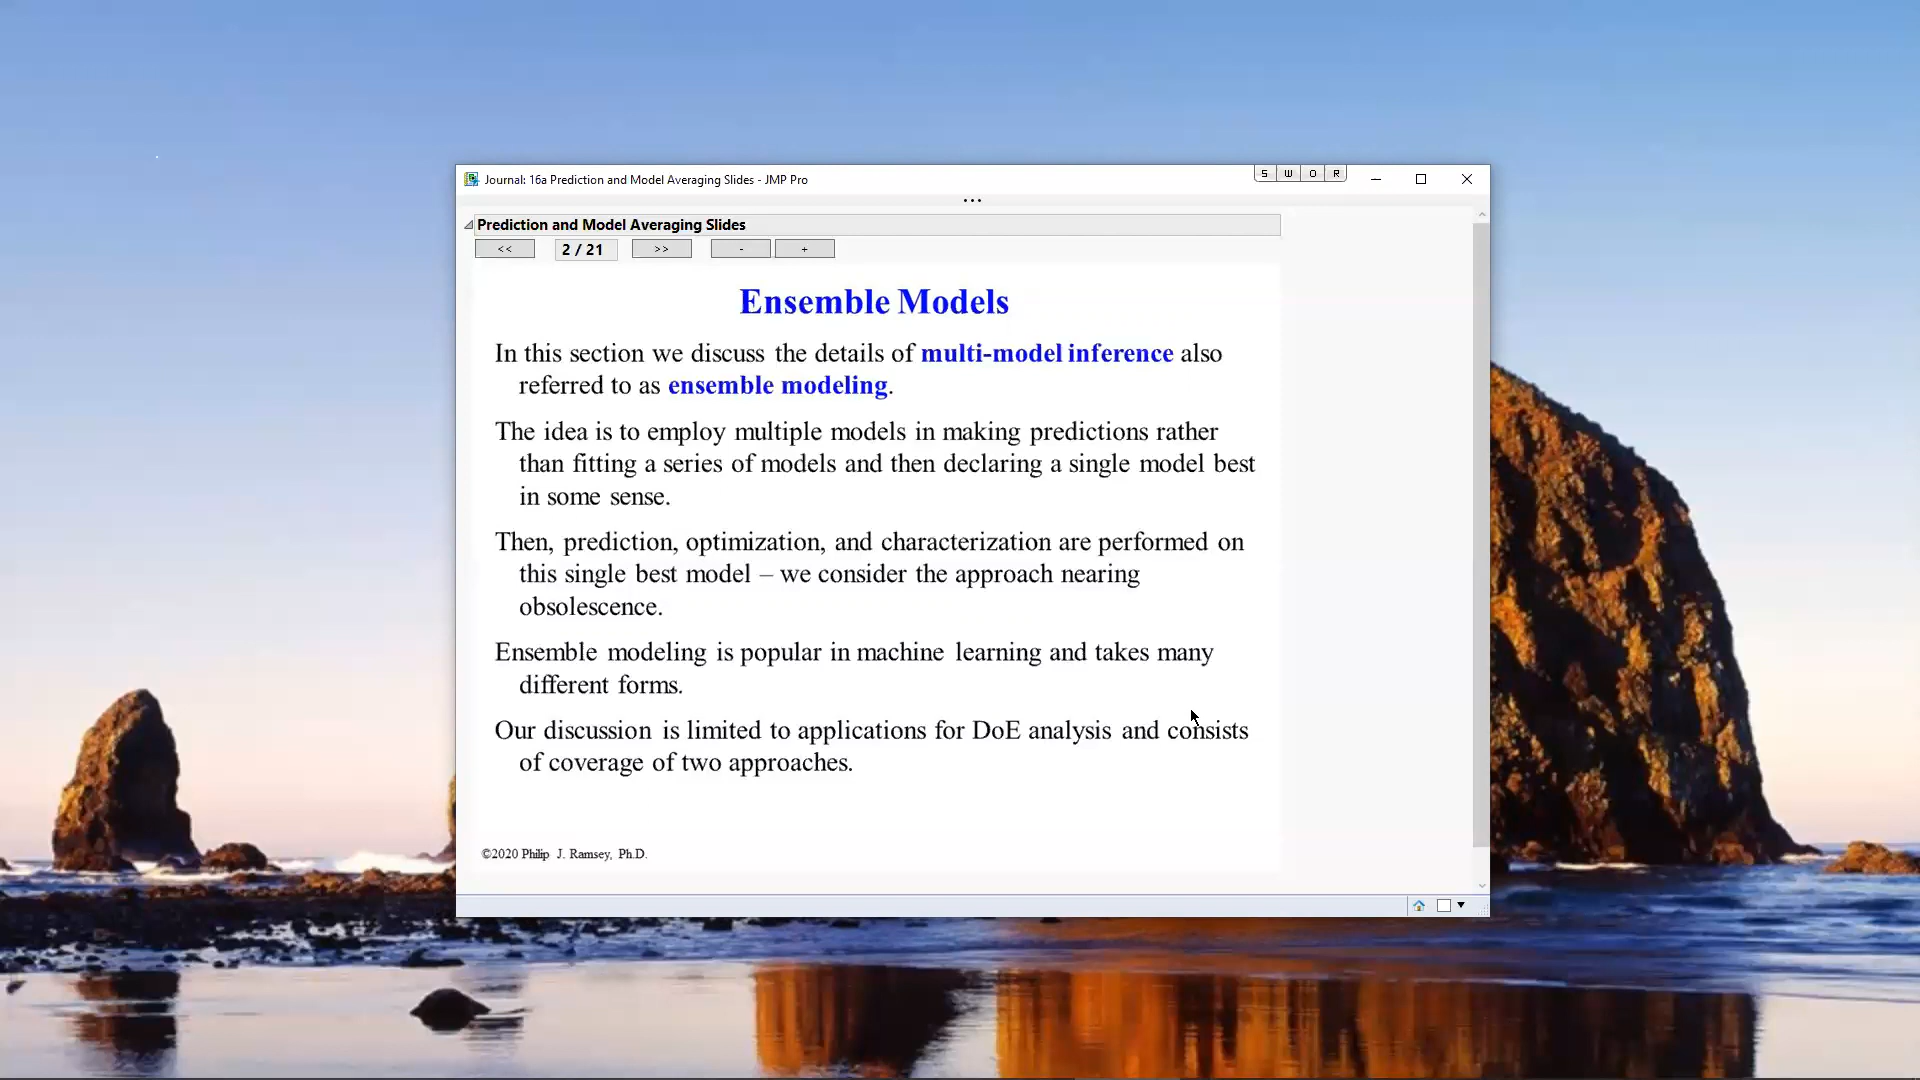 Journal: 16a Prediction and Model Averaging Slides - JMP Pro
S W O R
Prediction and Model Averaging Slides
<< 2 / 21 >> - +
Ensemble Models
In this section we discuss the details of multi-model inference also
referred to as ensemble modeling.
The idea is to employ multiple models in making predictions rather
than fitting a series of models and then declaring a single model best
in some sense.
Then, prediction, optimization, and characterization are performed on
this single best model – we consider the approach nearing
obsolescence.
Ensemble modeling is popular in machine learning and takes many
different forms.
Our discussion is limited to applications for DoE analysis and consists
of coverage of two approaches.
©2020 Philip J. Ramsey, Ph.D.